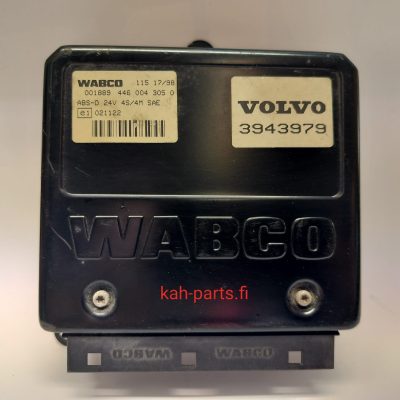 WABCO 115 17/98
001889 446 004 305 0
ABS-D 24V 4S/4M SAE
e1 021122
VOLVO
3943979
WABCO
kah-parts.fi
WABCO WABCO